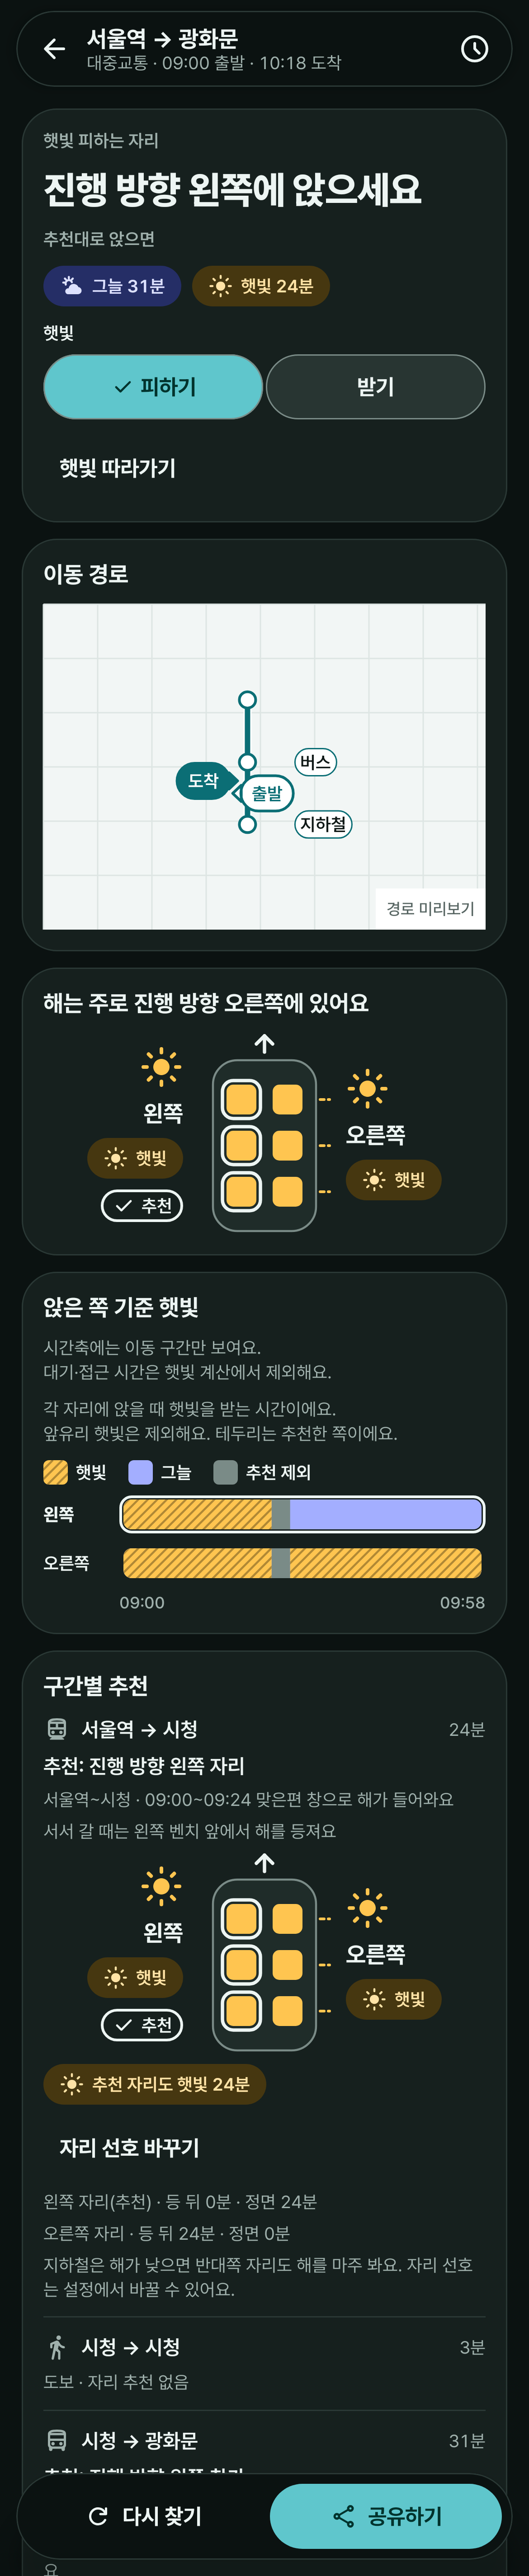 서울역 → 광화문
대중교통 · 09:00 출발 · 10:18 도착
햇빛 피하는 자리
진행 방향 왼쪽에 앉으세요
추천대로 앉으면
그늘 31분
햇빛 24분
햇빛
피하기
받기
햇빛 따라가기
이동 경로
버스
도착
출발
지하철
경로 미리보기
해는 주로 진행 방향 오른쪽에 있어요
왼쪽
햇빛
추천
오른쪽
햇빛
앉은 쪽 기준 햇빛
시간축에는 이동 구간만 보여요.
대기·접근 시간은 햇빛 계산에서 제외해요.
각 자리에 앉을 때 햇빛을 받는 시간이에요.
앞유리 햇빛은 제외해요. 테두리는 추천한 쪽이에요.
햇빛 그늘 추천 제외
왼쪽
오른쪽
09:00 09:58
구간별 추천
서울역 → 시청 24분
추천: 진행 방향 왼쪽 자리
서울역~시청 · 09:00~09:24 맞은편 창으로 해가 들어와요
서서 갈 때는 왼쪽 벤치 앞에서 해를 등져요
왼쪽
햇빛
추천
오른쪽
햇빛
추천 자리도 햇빛 24분
자리 선호 바꾸기
왼쪽 자리(추천) · 등 뒤 0분 · 정면 24분
오른쪽 자리 · 등 뒤 24분 · 정면 0분
지하철은 해가 낮으면 반대쪽 자리도 해를 마주 봐요. 자리 선호
는 설정에서 바꿀 수 있어요.
시청 → 시청 3분
도보 · 자리 추천 없음
시청 → 광화문 31분
다시 찾기
공유하기
요